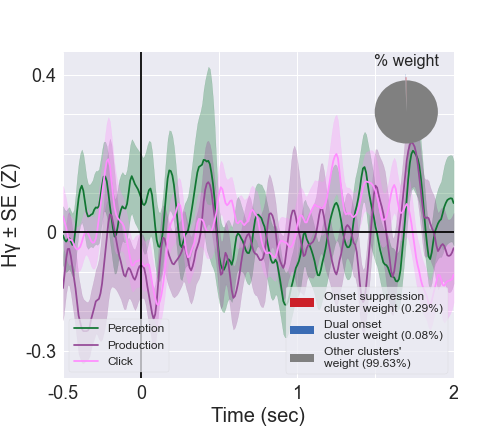 % weight
0.4
0
-0.3
Hγ ± SE (Z)
Perception
Production
Click
Onset suppression
cluster weight (0.29%)
Dual onset
cluster weight (0.08%)
Other clusters'
weight (99.63%)
-0.5
0
1
2
Time (sec)